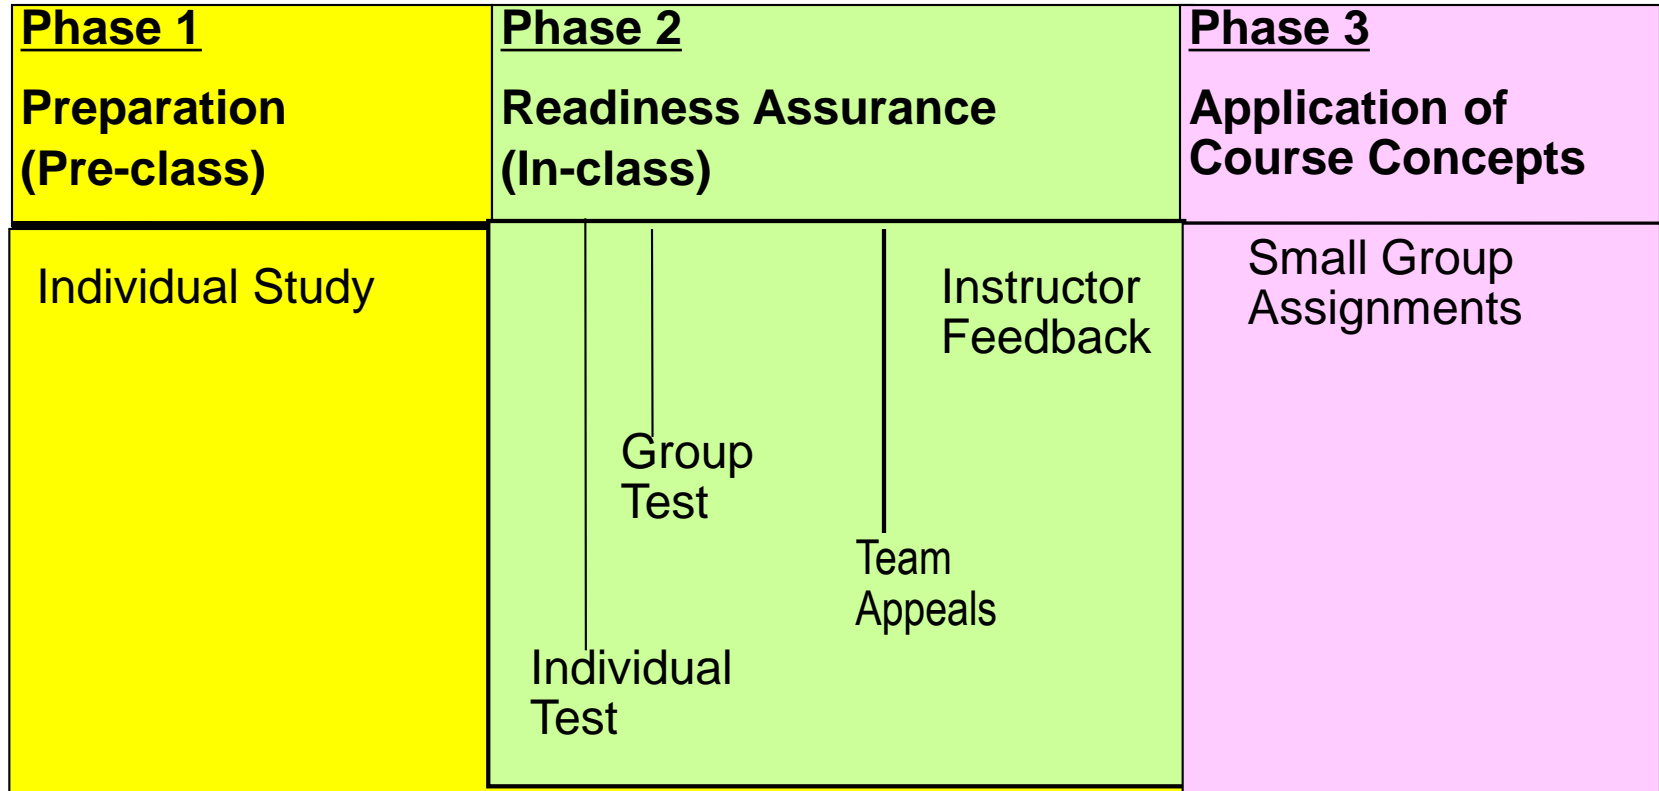 Phase 1
Preparation
(Pre-class)
Individual Study
Phase 2
Readiness Assurance
(In-class)
Individual
Test
Group
Test
Team
Appeals
Instructor
Feedback
Phase 3
Application of
Course Concepts
Small Group
Assignments